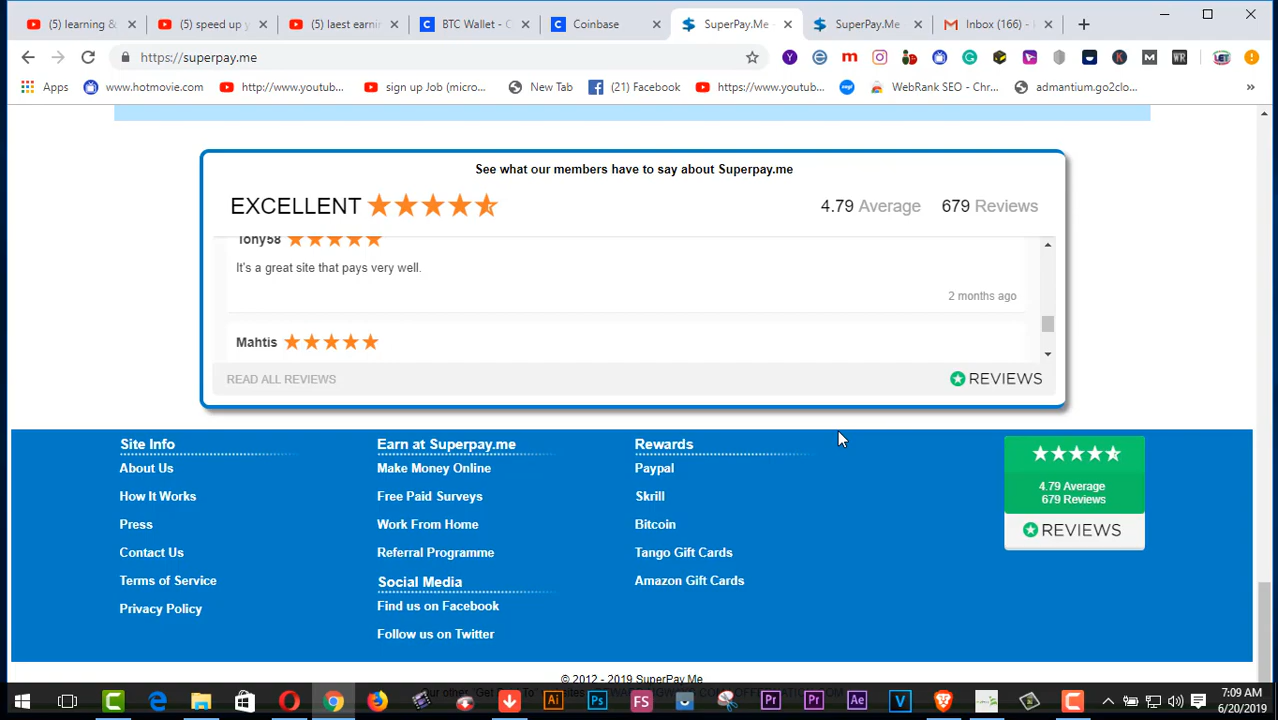 (5) learning &
(5) speed up y
(5) laest earnin
BTC Wallet - C
Coinbase
SuperPay.Me -
SuperPay.Me
Inbox (166) -
https://superpay.me
Apps
www.hotmovie.com
http://www.youtub...
sign up Job (micro...
New Tab
(21) Facebook
https://www.youtub...
WebRank SEO - Chr...
admantium.go2clo...
See what our members have to say about Superpay.me
EXCELLENT
4.79 Average
679 Reviews
Tony58
It's a great site that pays very well.
2 months ago
Mahtis
READ ALL REVIEWS
REVIEWS
Site Info
About Us
How It Works
Press
Contact Us
Terms of Service
Privacy Policy
Earn at Superpay.me
Make Money Online
Free Paid Surveys
Work From Home
Referral Programme
Social Media
Find us on Facebook
Follow us on Twitter
Rewards
Paypal
Skrill
Bitcoin
Tango Gift Cards
Amazon Gift Cards
4.79 Average
679 Reviews
REVIEWS
© 2012 - 2019 SuperPay.Me
7:09 AM
6/20/2019